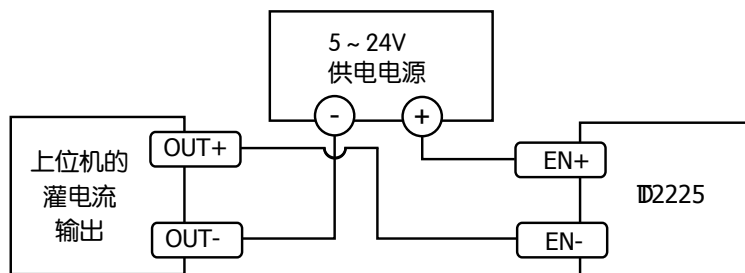 5～24V
供电电源
-
+
上位机的
灌电流
输出
OUT+
OUT-
EN+
EN-
ID2225